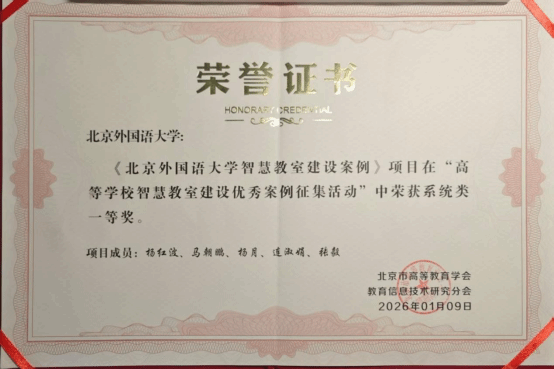 荣誉证书
HONORARY CREDENTIAL
北京外国语大学:
《北京外国语大学智慧教室建设案例》项目在“高
等学校智慧教室建设优秀案例征集活动”中荣获系统类
一等奖。
项目成员：杨红波、马朝鹏、杨月、连淑娟、张毅
北京市高等教育学会
教育信息技术研究分会
2026年01月09日